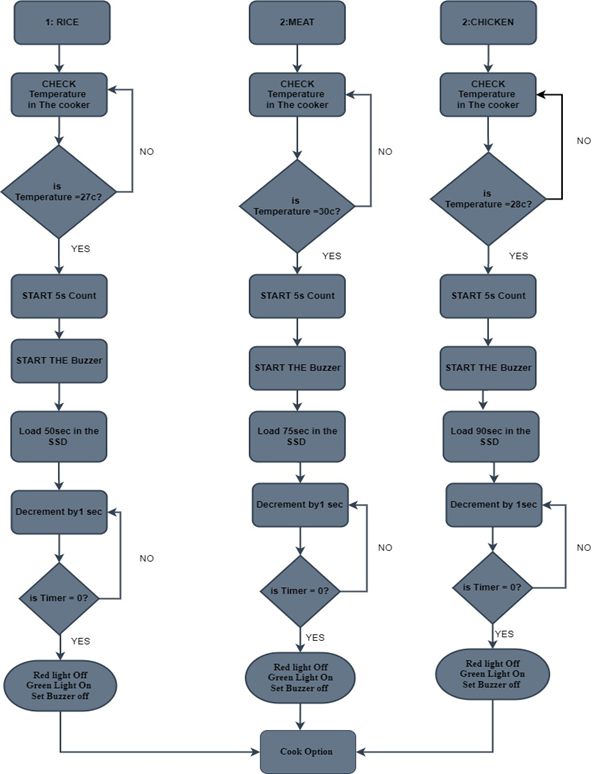 1: RICE
CHECK
Temperature
in The cooker
NO
is
Temperature =27c?
YES
START 5s Count
START THE Buzzer
Load 50sec in the
SSD
Decrement by1 sec
NO
is Timer = 0?
YES
Red light Off
Green Light On
Set Buzzer off
2:MEAT
CHECK
Temperature
in The cooker
NO
is
Temperature =30c?
YES
START 5s Count
START THE Buzzer
Load 75sec in the
SSD
Decrement by1 sec
NO
is Timer = 0?
YES
Red light Off
Green Light On
Set Buzzer off
2:CHICKEN
CHECK
Temperature
in The cooker
NO
is
Temperature =28c?
YES
START 5s Count
START THE Buzzer
Load 90sec in the
SSD
Decrement by 1sec
NO
is Timer = 0?
YES
Red light Off
Green Light On
Set Buzzer off
Cook Option